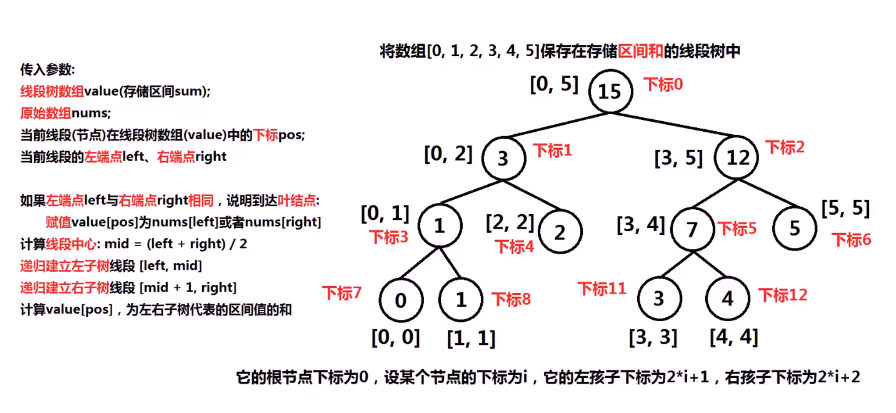 将数组[0, 1, 2, 3, 4, 5]保存在存储区间和的线段树中
传入参数:
线段树数组value(存储区间sum);
原始数组nums;
当前线段(节点)在线段树数组(value)中的下标pos;
当前线段的左端点left、右端点right
如果左端点left与右端点right相同，说明到达叶结点:
赋值value[pos]为nums[left]或者nums[right]
计算线段中心: mid = (left + right) / 2
递归建立左子树线段 [left, mid]
递归建立右子树线段 [mid + 1, right]
计算value[pos]，为左右子树代表的区间值的和
[0, 5] 15 下标0
[0, 2] 3 下标1 [3, 5] 12 下标2
[0, 1] 下标3 1 [2, 2] 下标4 2 [3, 4] 7 下标5 5 [5, 5] 下标6
下标7 0 1 下标8 下标11 3 4 下标12
[0, 0] [1, 1] [3, 3] [4, 4]
它的根节点下标为0，设某个节点的下标为i，它的左孩子下标为2*i+1，右孩子下标为2*i+2